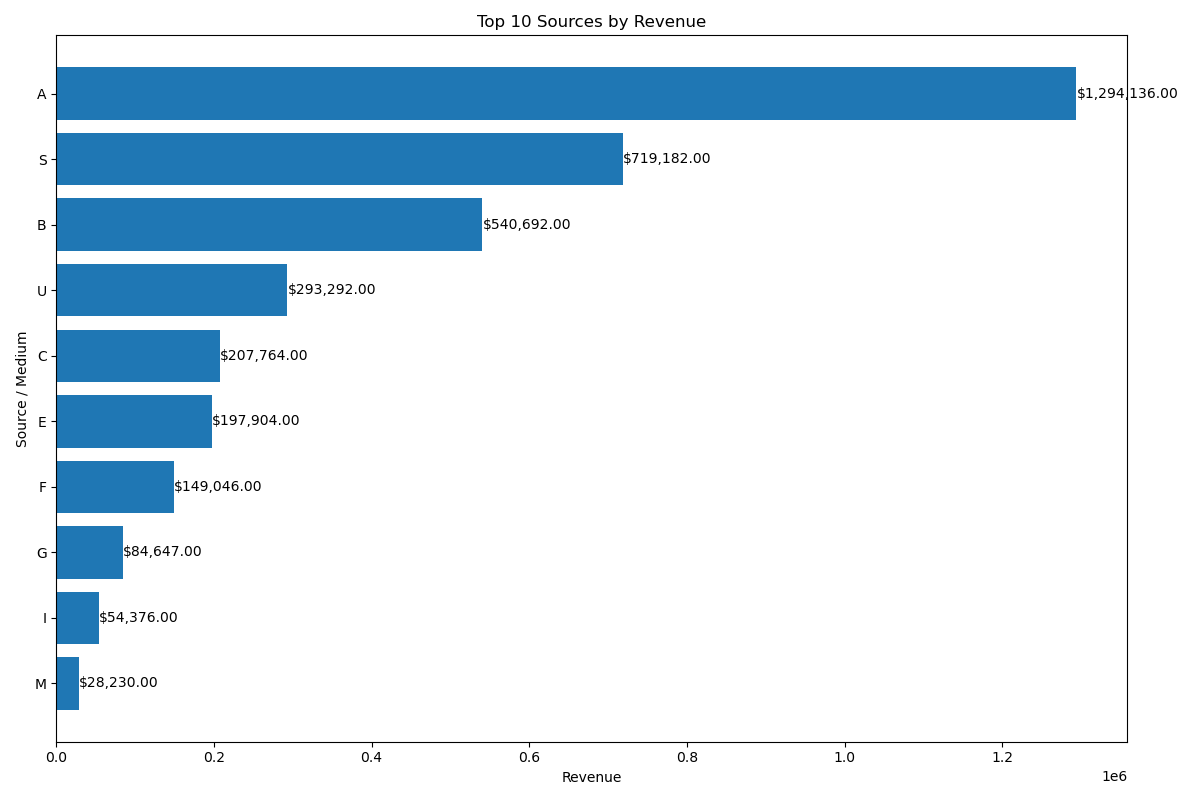 Top 10 Sources by Revenue
Source / Medium
A $1,294,136.00
S $719,182.00
B $540,692.00
U $293,292.00
C $207,764.00
E $197,904.00
F $149,046.00
G $84,647.00
I $54,376.00
M $28,230.00
0.0 0.2 0.4 0.6 0.8 1.0 1.2
1e6
Revenue